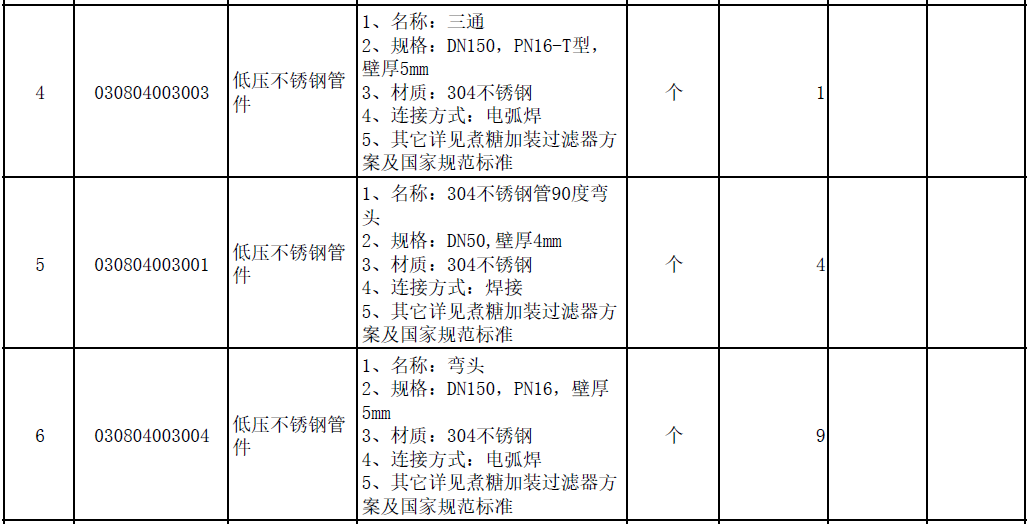 4
030804003003
低压不锈钢管
件
1、名称：三通
2、规格：DN150，PN16-T型，
壁厚5mm
3、材质：304不锈钢
4、连接方式：电弧焊
5、其它详见煮糖加装过滤器方
案及国家规范标准
个
1
5
030804003001
低压不锈钢管
件
1、名称：304不锈钢管90度弯
头
2、规格：DN50,壁厚4mm
3、材质：304不锈钢
4、连接方式：焊接
5、其它详见煮糖加装过滤器方
案及国家规范标准
个
4
6
030804003004
低压不锈钢管
件
1、名称：弯头
2、规格：DN150，PN16，壁厚
5mm
3、材质：304不锈钢
4、连接方式：电弧焊
5、其它详见煮糖加装过滤器方
案及国家规范标准
个
9